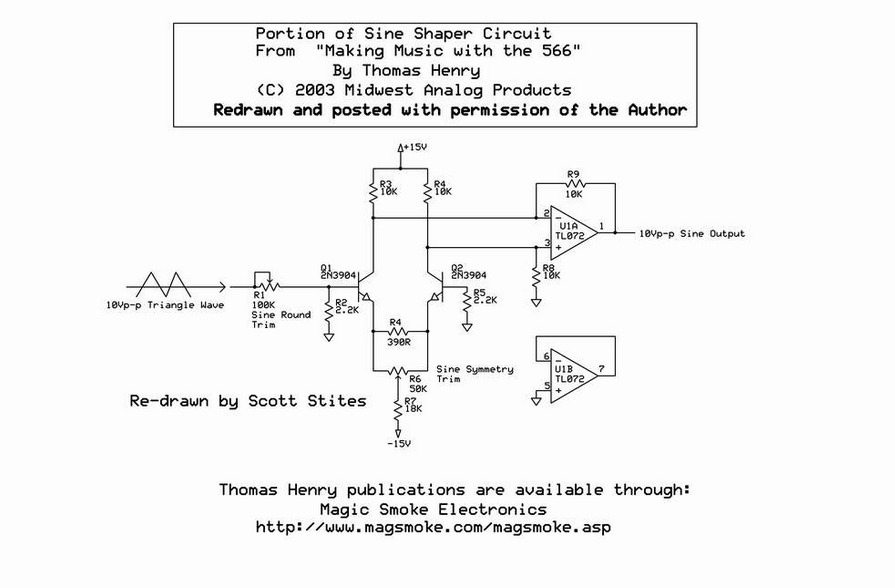 Portion of Sine Shaper Circuit
From "Making Music with the 566"
By Thomas Henry
(C) 2003 Midwest Analog Products
Redrawn and posted with permission of the Author
+15V
R3
10K
R4
10K
R9
10K
2
-
U1A
TL072
1
3
+
10Vp-p Sine Output
Q1
2N3904
Q2
2N3904
R8
10K
10Vp-p Triangle Wave
R1
100K
Sine Round
Trim
R2
2.2K
R5
2.2K
R4
390R
Sine Symmetry
Trim
R6
50K
R7
18K
-15V
6
-
U1B
TL072
7
5
+
Re-drawn by Scott Stites
Thomas Henry publications are available through:
Magic Smoke Electronics
http://www.magsmoke.com/magsmoke.asp